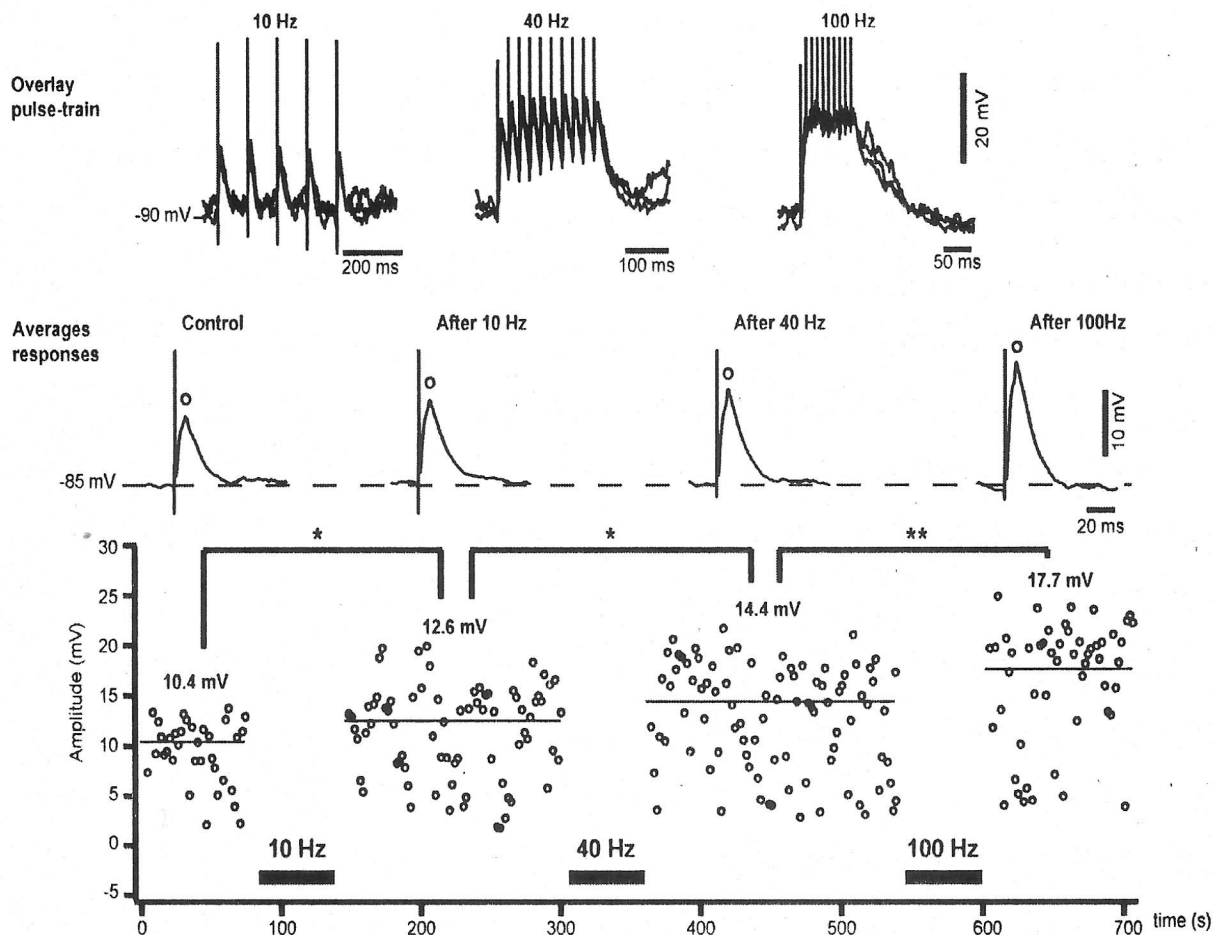 10 Hz 40 Hz 100 Hz
Overlay
pulse-train
20 mV
-90 mV
200 ms 100 ms 50 ms
Averages
responses
Control After 10 Hz After 40 Hz After 100Hz
O O O O
10 mV
-85 mV
20 ms
* * **
30
25
20
15
10
5
0
-5
Amplitude (mV)
10.4 mV 12.6 mV 14.4 mV 17.7 mV
10 Hz 40 Hz 100 Hz
0 100 200 300 400 500 600 700 time (s)